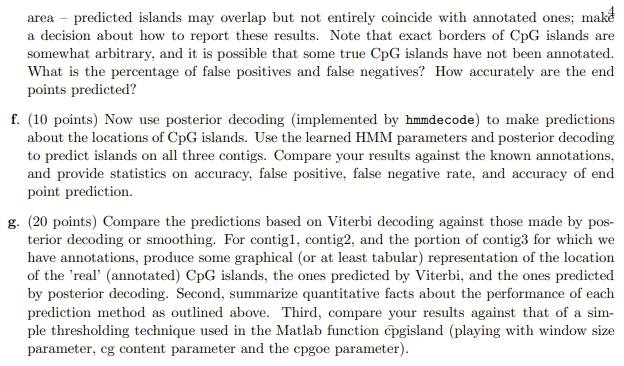 area – predicted islands may overlap but not entirely coincide with annotated ones; make
4
a decision about how to report these results. Note that exact borders of CpG islands are
somewhat arbitrary, and it is possible that some true CpG islands have not been annotated.
What is the percentage of false positives and false negatives? How accurately are the end
points predicted?
f. (10 points) Now use posterior decoding (implemented by hmmdecode) to make predictions
about the locations of CpG islands. Use the learned HMM parameters and posterior decoding
to predict islands on all three contigs. Compare your results against the known annotations,
and provide statistics on accuracy, false positive, false negative rate, and accuracy of end
point prediction.
g. (20 points) Compare the predictions based on Viterbi decoding against those made by pos-
terior decoding or smoothing. For contig1, contig2, and the portion of contig3 for which we
have annotations, produce some graphical (or at least tabular) representation of the location
of the 'real' (annotated) CpG islands, the ones predicted by Viterbi, and the ones predicted
by posterior decoding. Second, summarize quantitative facts about the performance of each
prediction method as outlined above. Third, compare your results against that of a sim-
ple thresholding technique used in the Matlab function cpgisland (playing with window size
parameter, cg content parameter and the cpgoe parameter).